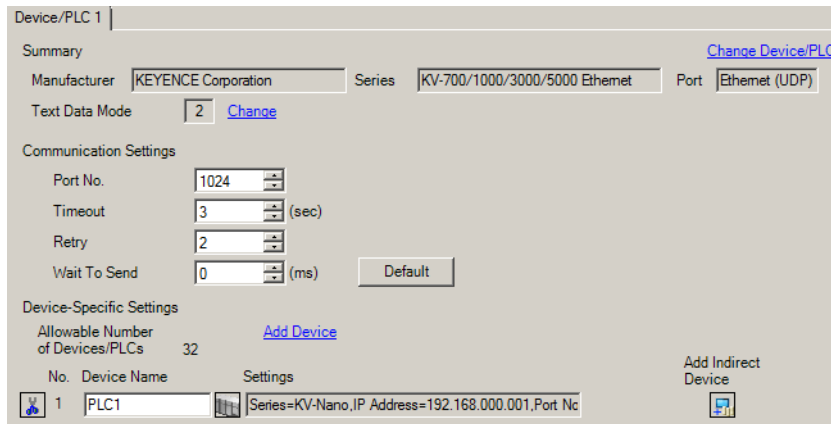 Device/PLC 1
Summary Change Device/PLC
Manufacturer KEYENCE Corporation Series KV-700/1000/3000/5000 Ethernet Port Ethernet (UDP)
Text Data Mode 2 Change
Communication Settings
Port No. 1024
Timeout 3 (sec)
Retry 2
Wait To Send 0 (ms) Default
Device-Specific Settings
Allowable Number
of Devices/PLCs 32 Add Device
Add Indirect
Device
No. Device Name Settings
1 PLC1 Series=KV-Nano,IP Address=192.168.000.001,Port No